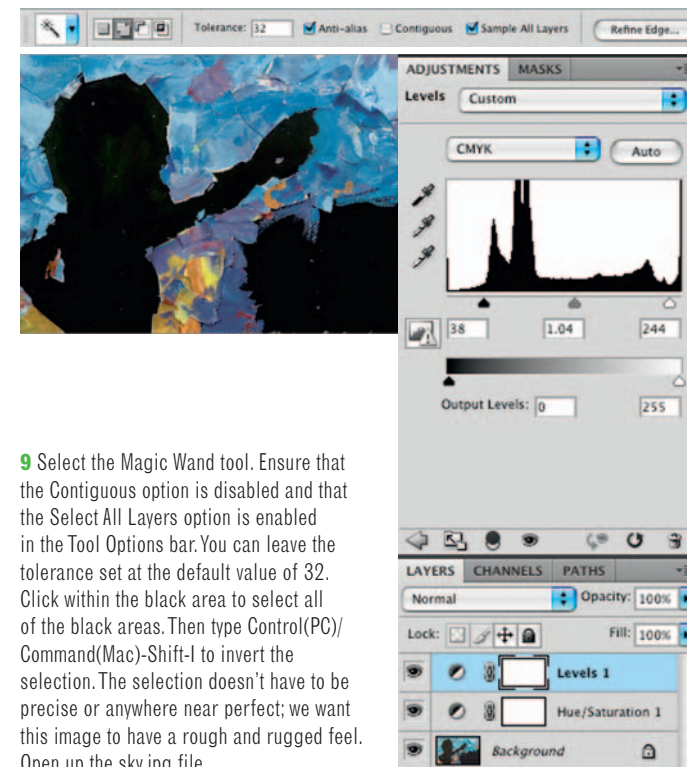 Tolerance: 32 Anti-alias Contiguous Sample All Layers Refine Edge...
ADJUSTMENTS MASKS
Levels Custom
CMYK Auto
38 1.04 244
Output Levels: 0 255
9 Select the Magic Wand tool. Ensure that
the Contiguous option is disabled and that
the Select All Layers option is enabled
in the Tool Options bar. You can leave the
tolerance set at the default value of 32.
Click within the black area to select all
of the black areas. Then type Control(PC)/
Command(Mac)-Shift-I to invert the
selection. The selection doesn't have to be
precise or anywhere near perfect; we want
this image to have a rough and rugged feel.
Open up the sky.jpg file
LAYERS CHANNELS PATHS
Normal Opacity: 100%
Lock: Fill: 100%
Levels 1
Hue/Saturation 1
Background